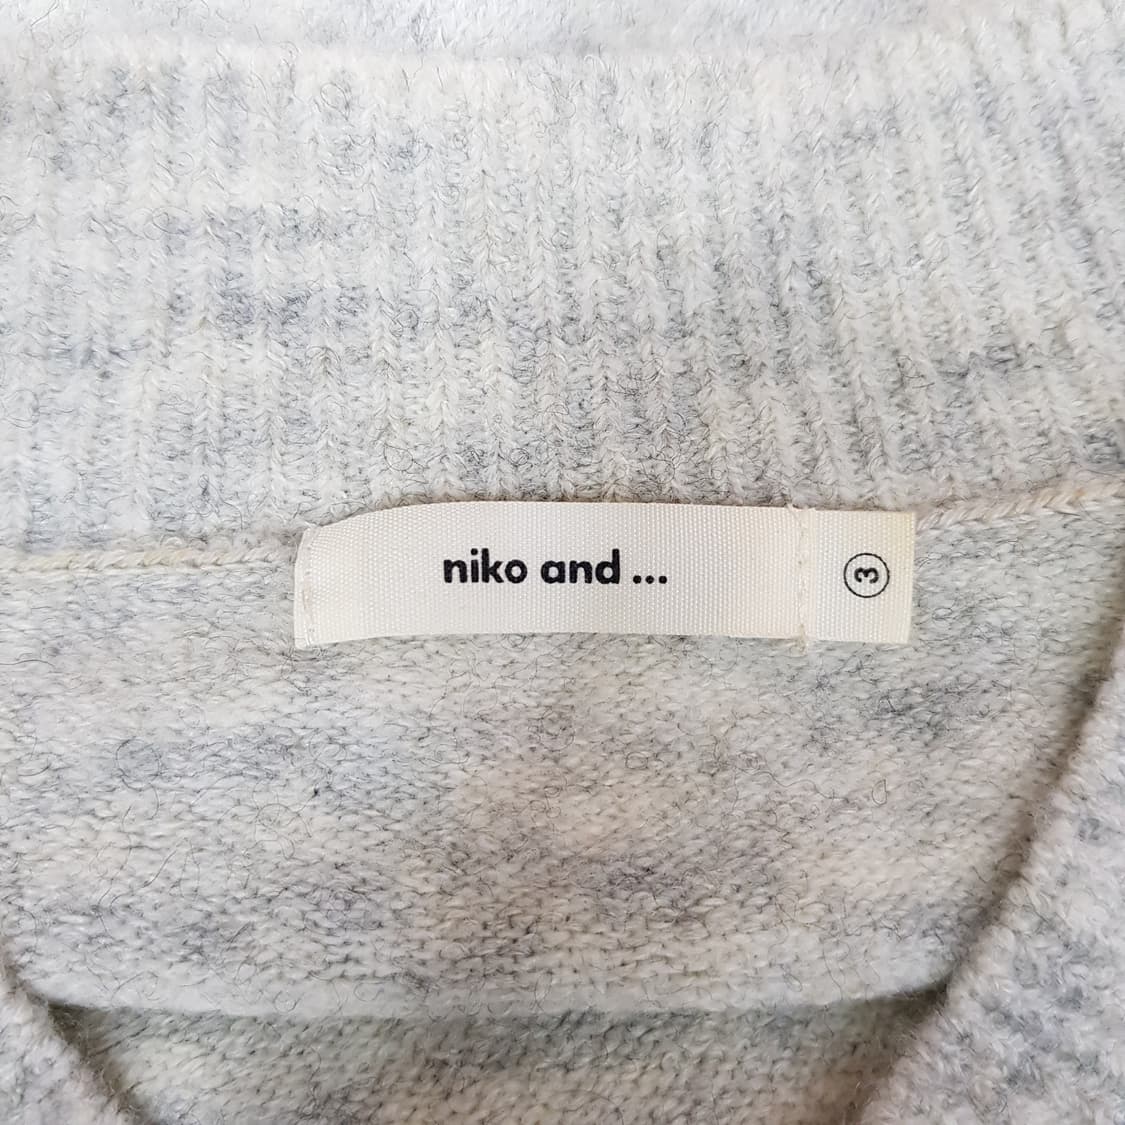 niko and ...
3